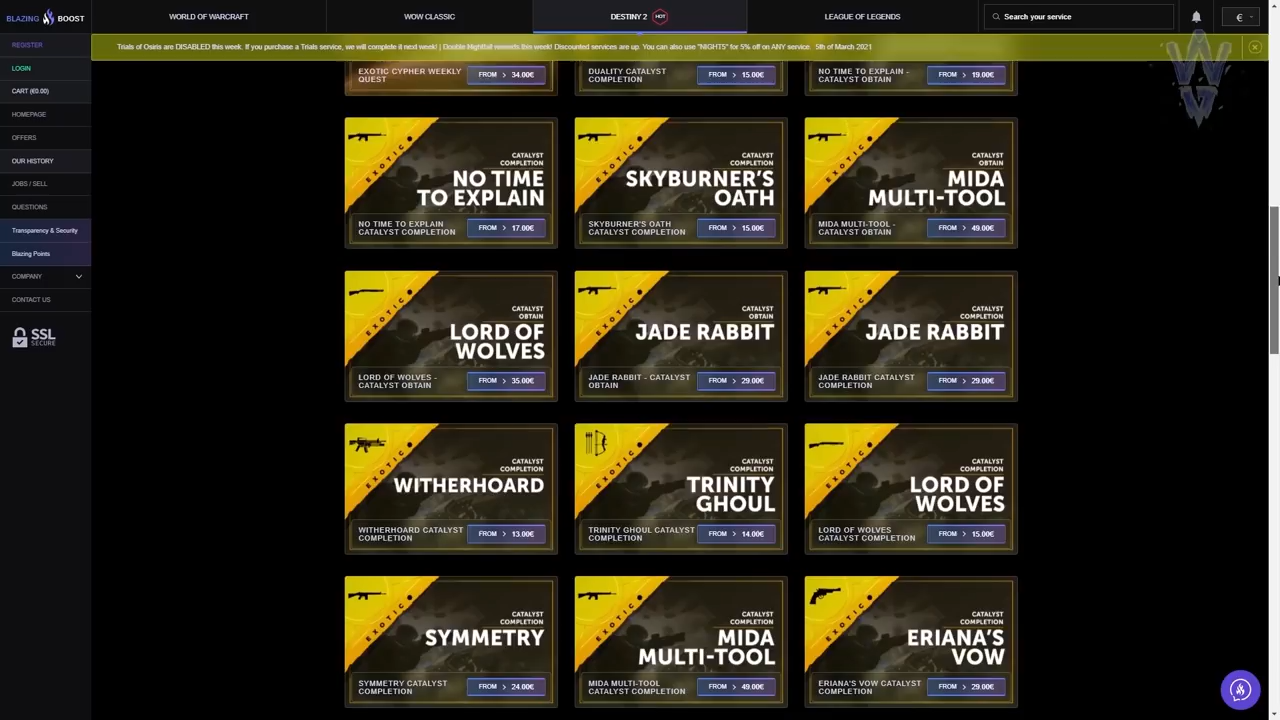 BLAZING BOOST
WORLD OF WARCRAFT
WOW CLASSIC
DESTINY 2 HOT
LEAGUE OF LEGENDS
Search your service
€
REGISTER
LOGIN
CART (€0.00)
HOMEPAGE
OFFERS
OUR HISTORY
JOBS / SELL
QUESTIONS
Transparency & Security
Blazing Points
COMPANY
CONTACT US
SSL
SECURE
Trials of Osiris are DISABLED this week. If you purchase a Trials service, we will complete it next week! | Double Nightfall rewards this week! Discounted services are up. You can also use "NIGHT5" for 5% off on ANY service. 5th of March 2021
WG
EXOTIC CYPHER WEEKLY
QUEST
FROM > 34.00€
DUALITY CATALYST
COMPLETION
FROM > 15.00€
NO TIME TO EXPLAIN -
CATALYST OBTAIN
FROM > 19.00€
EXOTIC
CATALYST
COMPLETION
NO TIME
TO EXPLAIN
NO TIME TO EXPLAIN
CATALYST COMPLETION
FROM > 17.00€
EXOTIC
CATALYST
COMPLETION
SKYBURNER'S
OATH
SKYBURNER'S OATH
CATALYST COMPLETION
FROM > 15.00€
EXOTIC
CATALYST
OBTAIN
MIDA
MULTI-TOOL
MIDA MULTI-TOOL -
CATALYST OBTAIN
FROM > 49.00€
EXOTIC
CATALYST
OBTAIN
LORD OF
WOLVES
LORD OF WOLVES -
CATALYST OBTAIN
FROM > 35.00€
EXOTIC
CATALYST
OBTAIN
JADE RABBIT
JADE RABBIT - CATALYST
OBTAIN
FROM > 29.00€
EXOTIC
CATALYST
COMPLETION
JADE RABBIT
JADE RABBIT CATALYST
COMPLETION
FROM > 29.00€
EXOTIC
CATALYST
COMPLETION
WITHERHOARD
WITHERHOARD CATALYST
COMPLETION
FROM > 13.00€
EXOTIC
CATALYST
COMPLETION
TRINITY
GHOUL
TRINITY GHOUL CATALYST
COMPLETION
FROM > 14.00€
EXOTIC
CATALYST
COMPLETION
LORD OF
WOLVES
LORD OF WOLVES
CATALYST COMPLETION
FROM > 15.00€
EXOTIC
CATALYST
COMPLETION
SYMMETRY
SYMMETRY CATALYST
COMPLETION
FROM > 24.00€
EXOTIC
CATALYST
COMPLETION
MIDA
MULTI-TOOL
MIDA MULTI-TOOL
CATALYST COMPLETION
FROM > 49.00€
EXOTIC
CATALYST
COMPLETION
ERIANA'S
VOW
ERIANA'S VOW CATALYST
COMPLETION
FROM > 29.00€